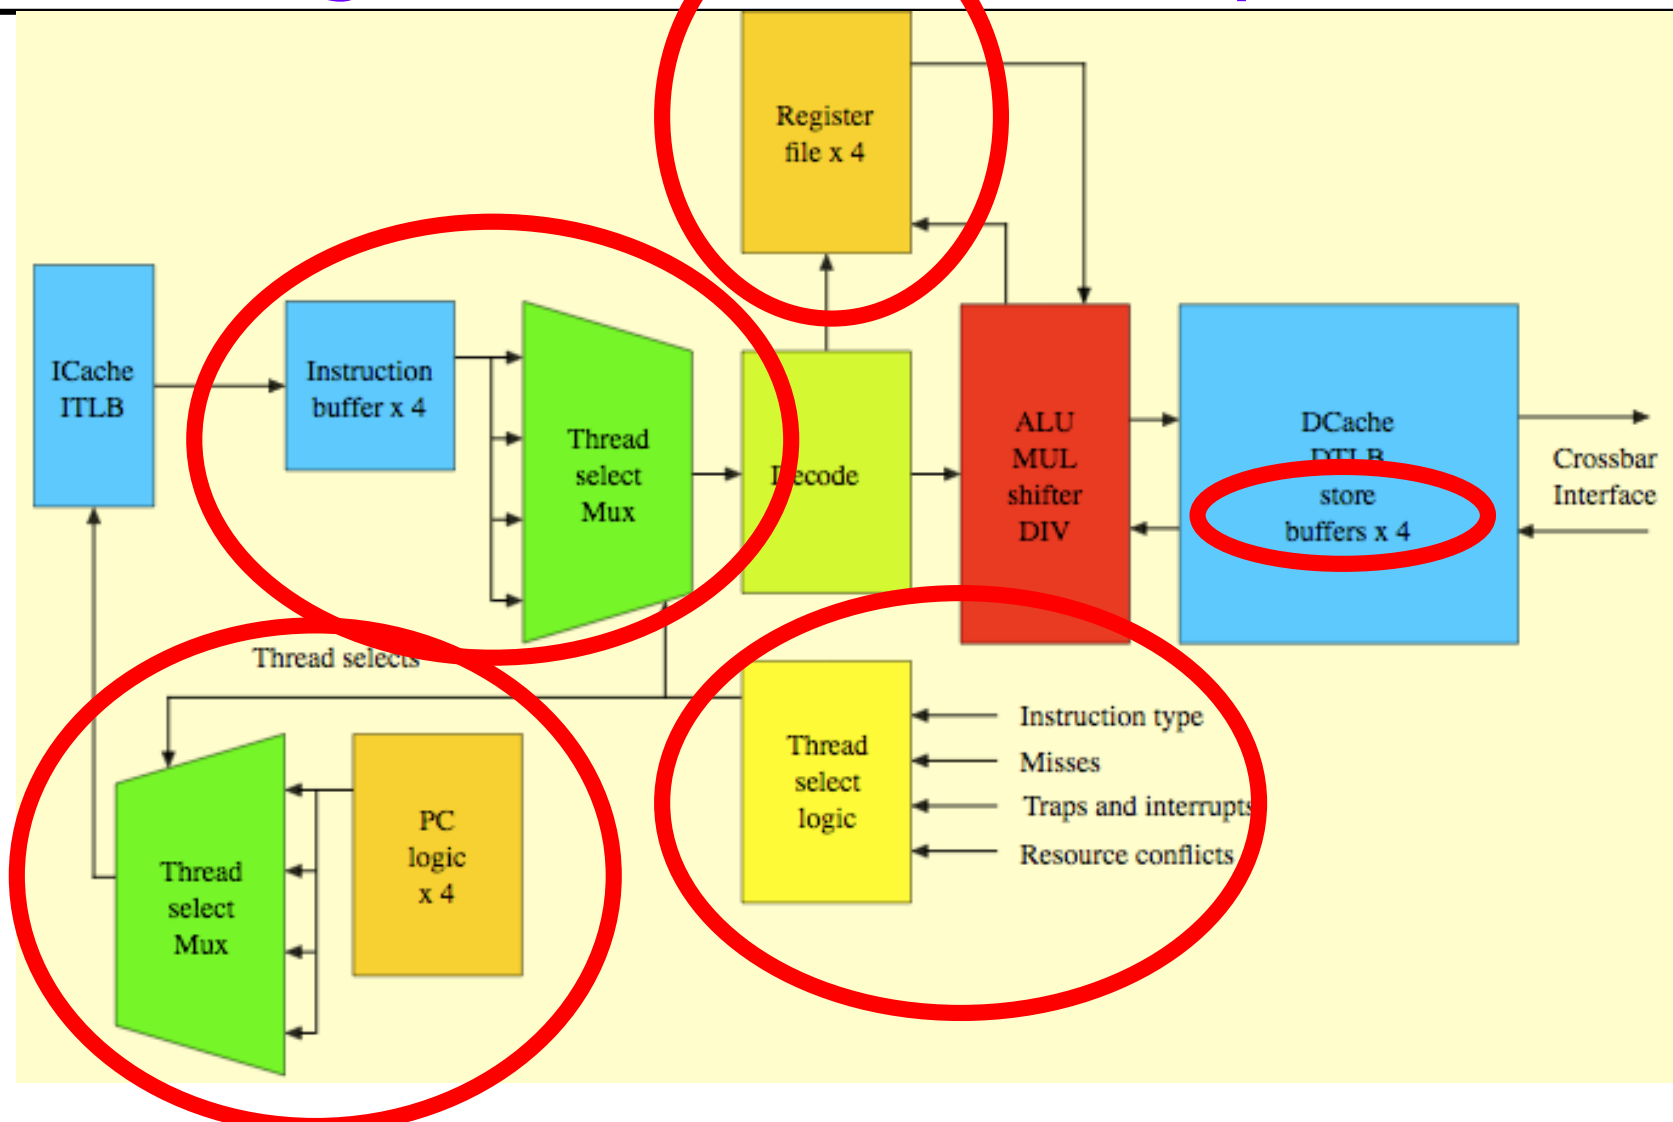 Register
file x 4
ICache
ITLB
Instruction
buffer x 4
Thread
select
Mux
Decode
ALU
MUL
shifter
DIV
DCache
DTLB
store
buffers x 4
Crossbar
Interface
Thread selects
Thread
select
Mux
PC
logic
x 4
Thread
select
logic
Instruction type
Misses
Traps and interrupts
Resource conflicts